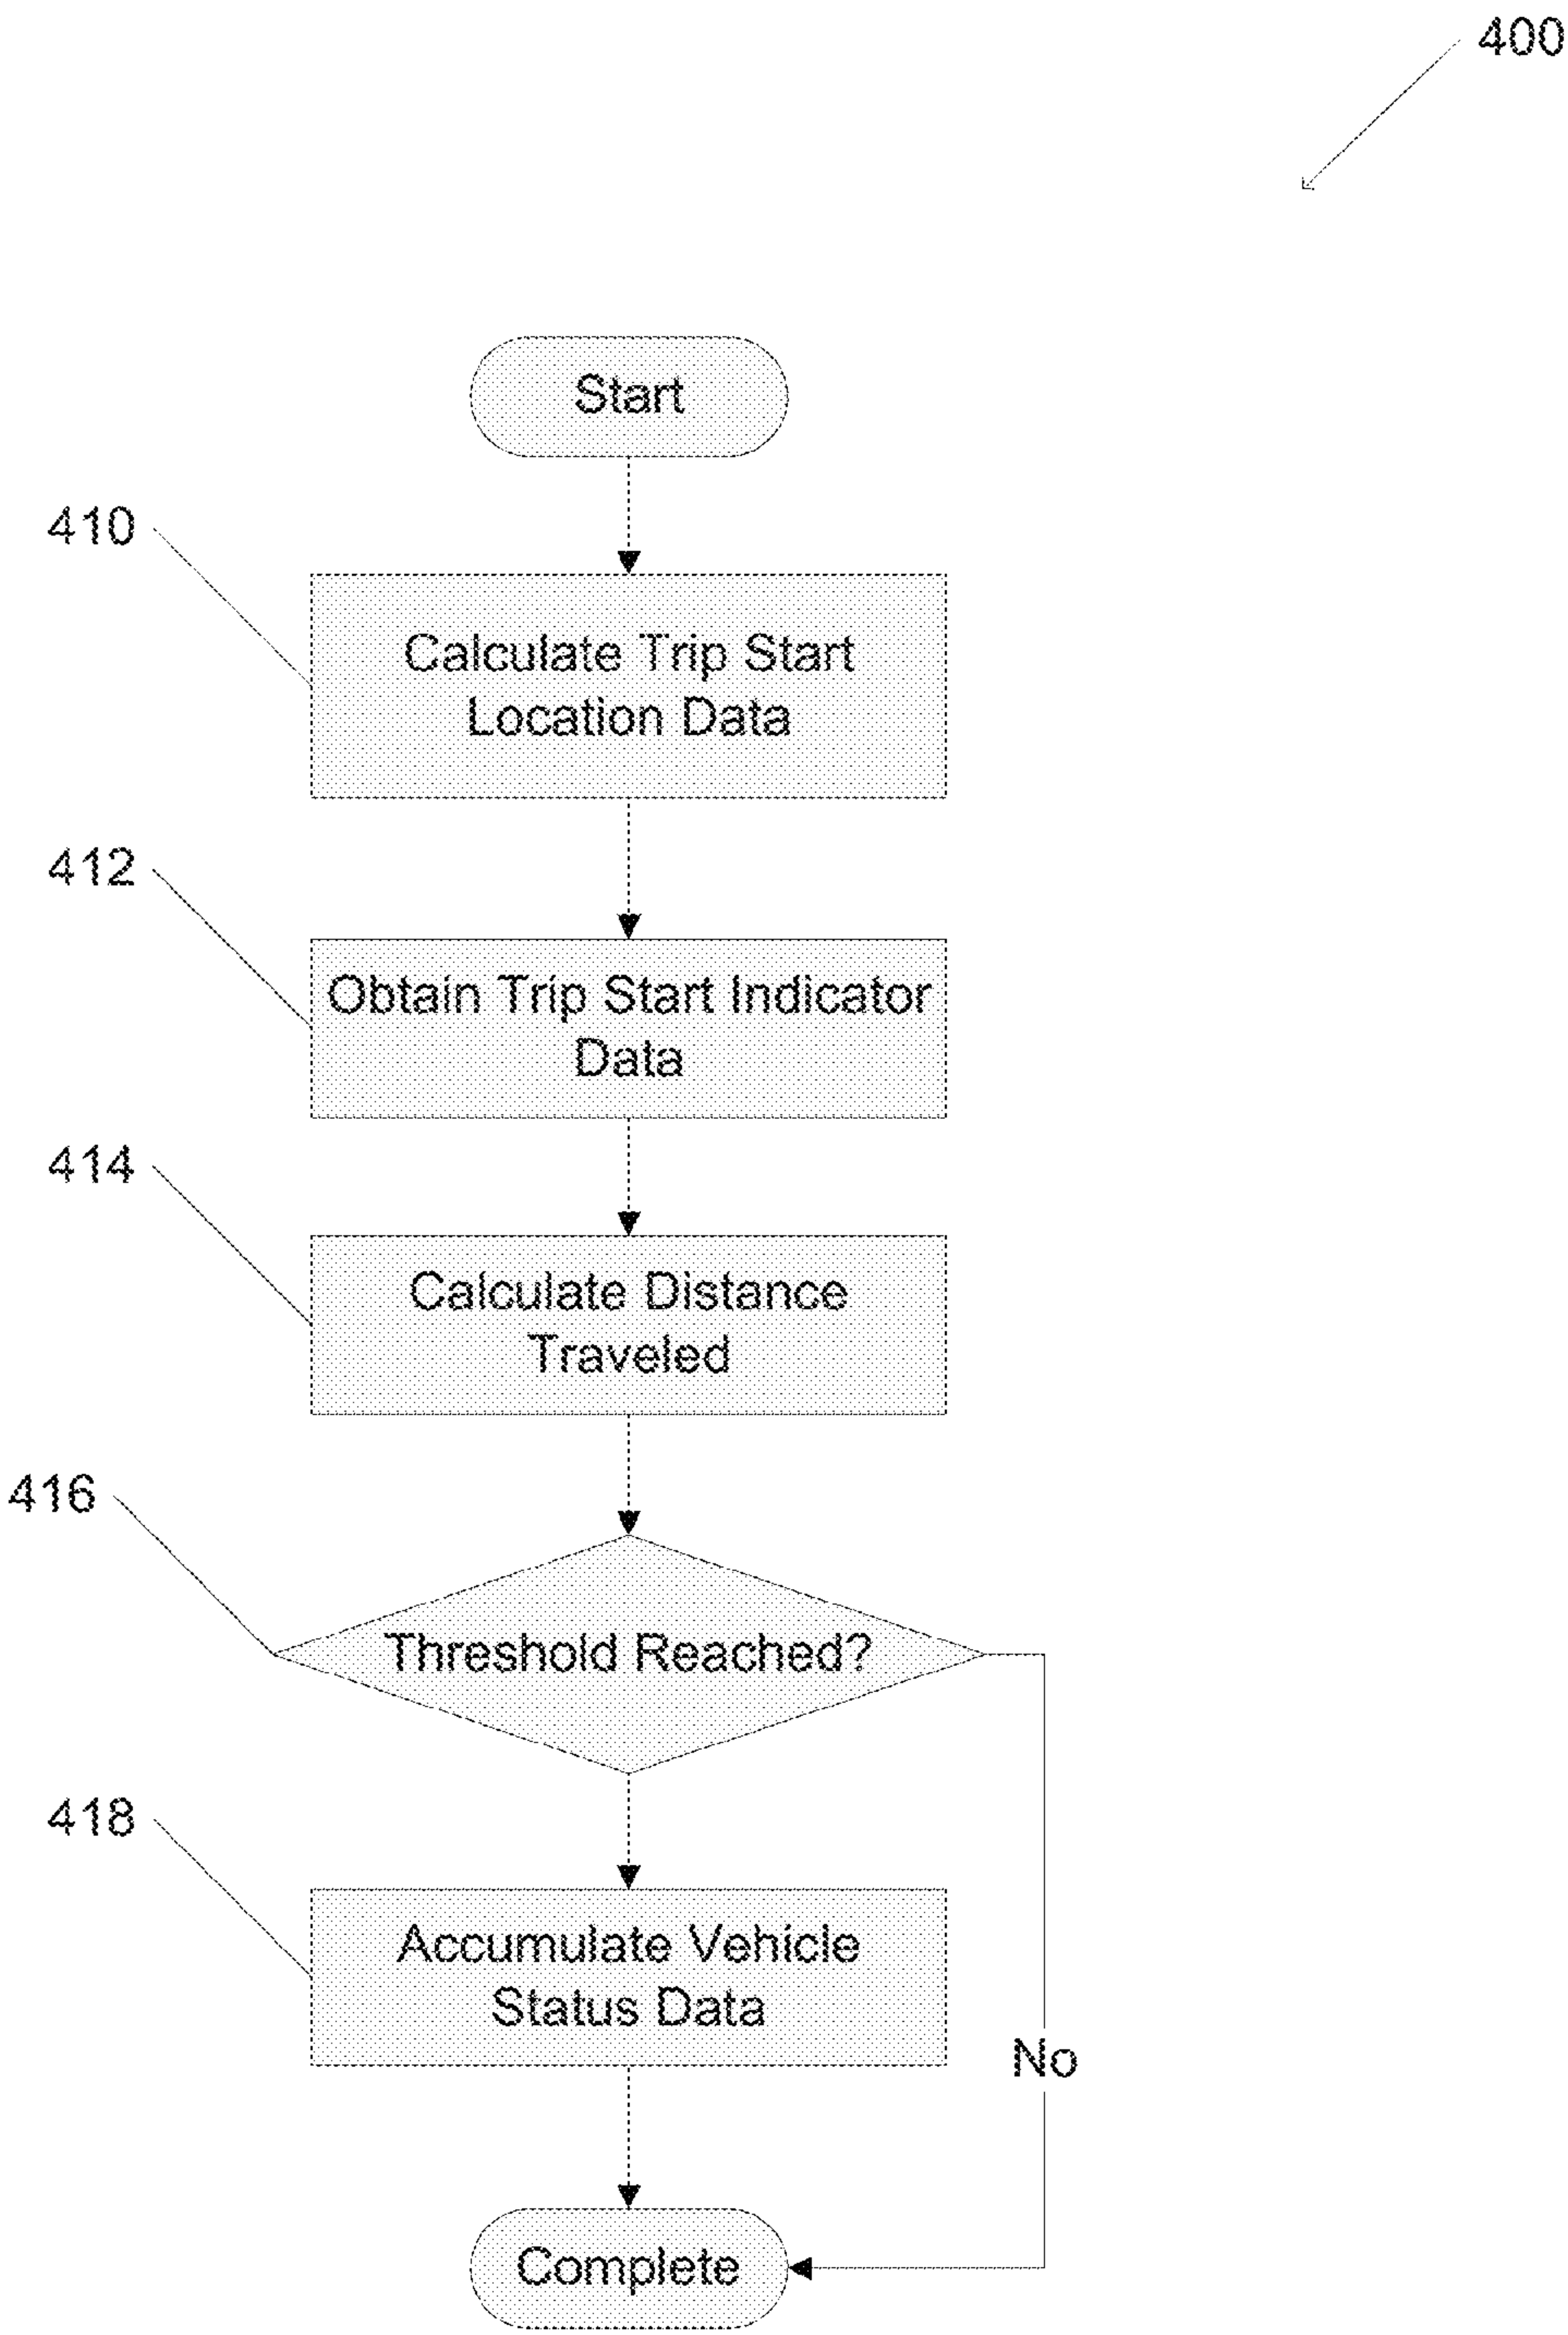 400
Start
410
Calculate Trip Start
Location Data
412
Obtain Trip Start Indicator
Data
414
Calculate Distance
Traveled
416
Threshold Reached?
418
Accumulate Vehicle
Status Data
No
Complete